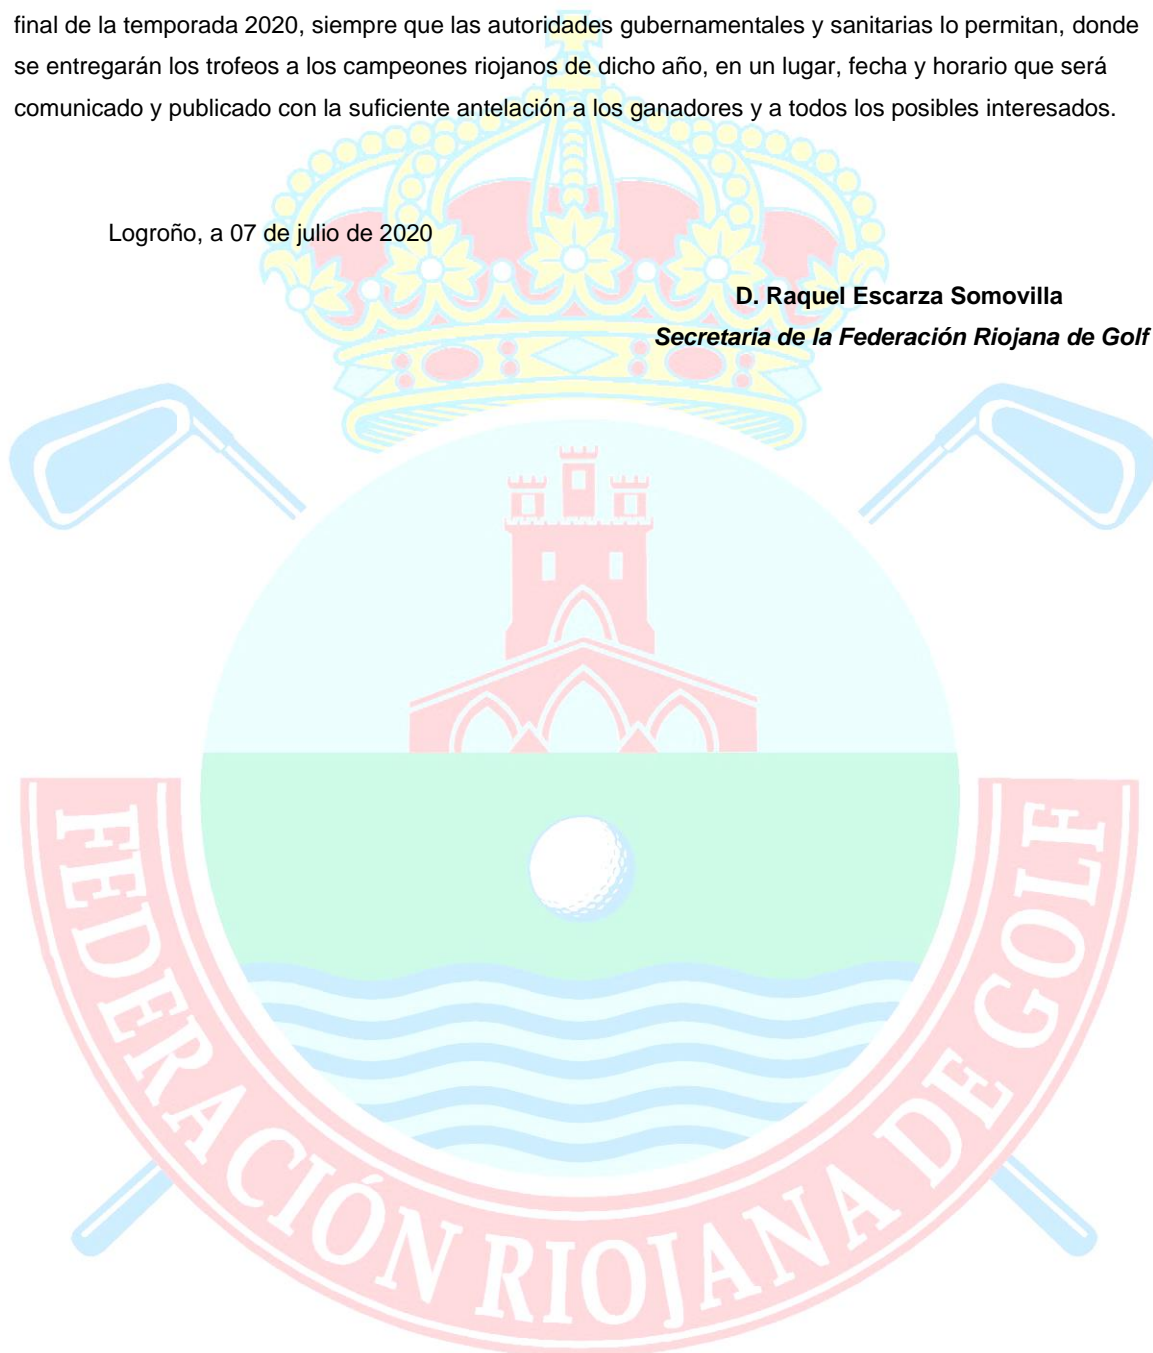 final de la temporada 2020, siempre que las autoridades gubernamentales y sanitarias lo permitan, donde
se entregarán los trofeos a los campeones riojanos de dicho año, en un lugar, fecha y horario que será
comunicado y publicado con la suficiente antelación a los ganadores y a todos los posibles interesados.
Logroño, a 07 de julio de 2020
D. Raquel Escarza Somovilla
Secretaria de la Federación Riojana de Golf
FEDERACIÓN RIOJANA DE GOLF